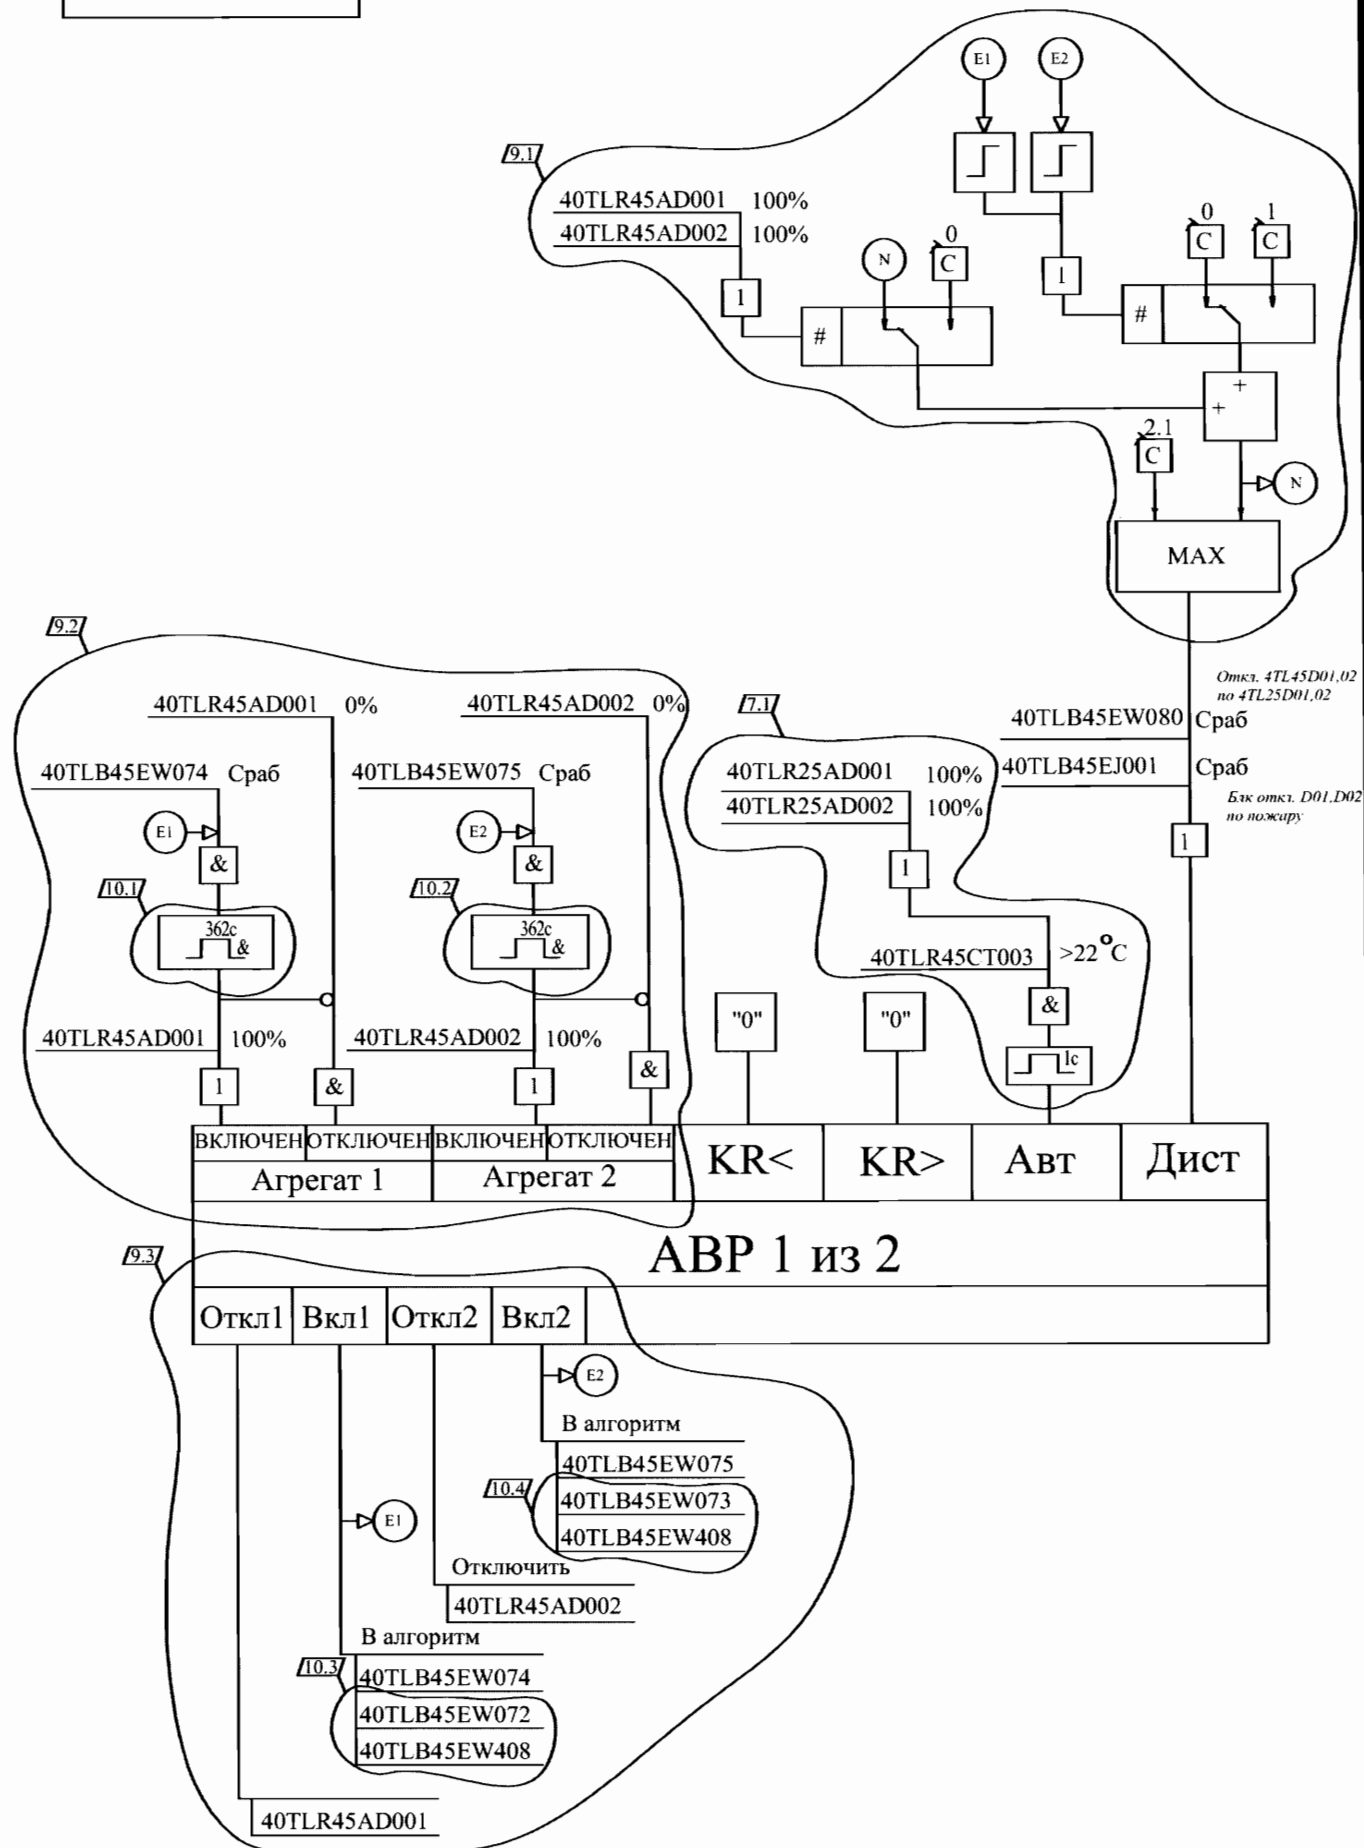 E1 E2
9.1
40TLR45AD001 100%
40TLR45AD002 100%
0 1
C C
N
0
C
1
1
#
#
+
+
2.1
C
N
MAX
9.2
Откл. 4TL45D01,02
по 4TL25D01,02
40TLR45AD001 0%
40TLR45AD002 0%
7.1
40TLB45EW080 Сраб
40TLB45EW074 Сраб
40TLB45EW075 Сраб
40TLR25AD001 100%
40TLR25AD002 100%
40TLB45EJ001 Сраб
Блк откл. D01,D02
по пожару
E1
E2
&
&
1
1
10.1
10.2
362с
&
362с
&
40TLR45CT003 >22°C
"0"
"0"
&
1с
40TLR45AD001 100%
40TLR45AD002 100%
1
&
1
&
ВКЛЮЧЕН ОТКЛЮЧЕН ВКЛЮЧЕН ОТКЛЮЧЕН
Агрегат 1 Агрегат 2
KR< KR> Авт Дист
АВР 1 из 2
9.3
Откл1 Вкл1 Откл2 Вкл2
E2
В алгоритм
40TLB45EW075
10.4
40TLB45EW073
40TLB45EW408
E1
Отключить
40TLR45AD002
В алгоритм
10.3
40TLB45EW074
40TLB45EW072
40TLB45EW408
40TLR45AD001